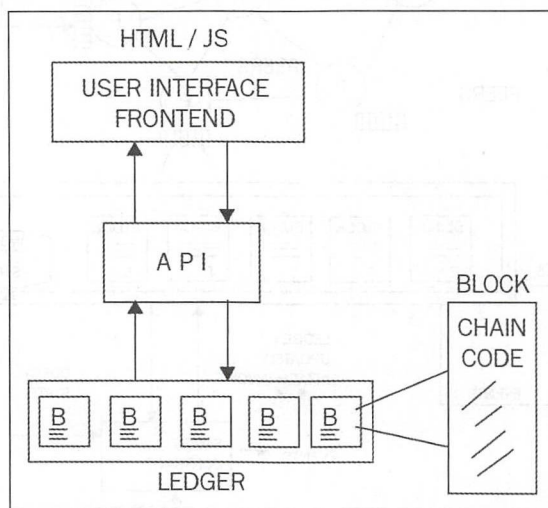 HTML / JS
USER INTERFACE
FRONTEND
A P I
B
B
B
B
B
LEDGER
BLOCK
CHAIN
CODE